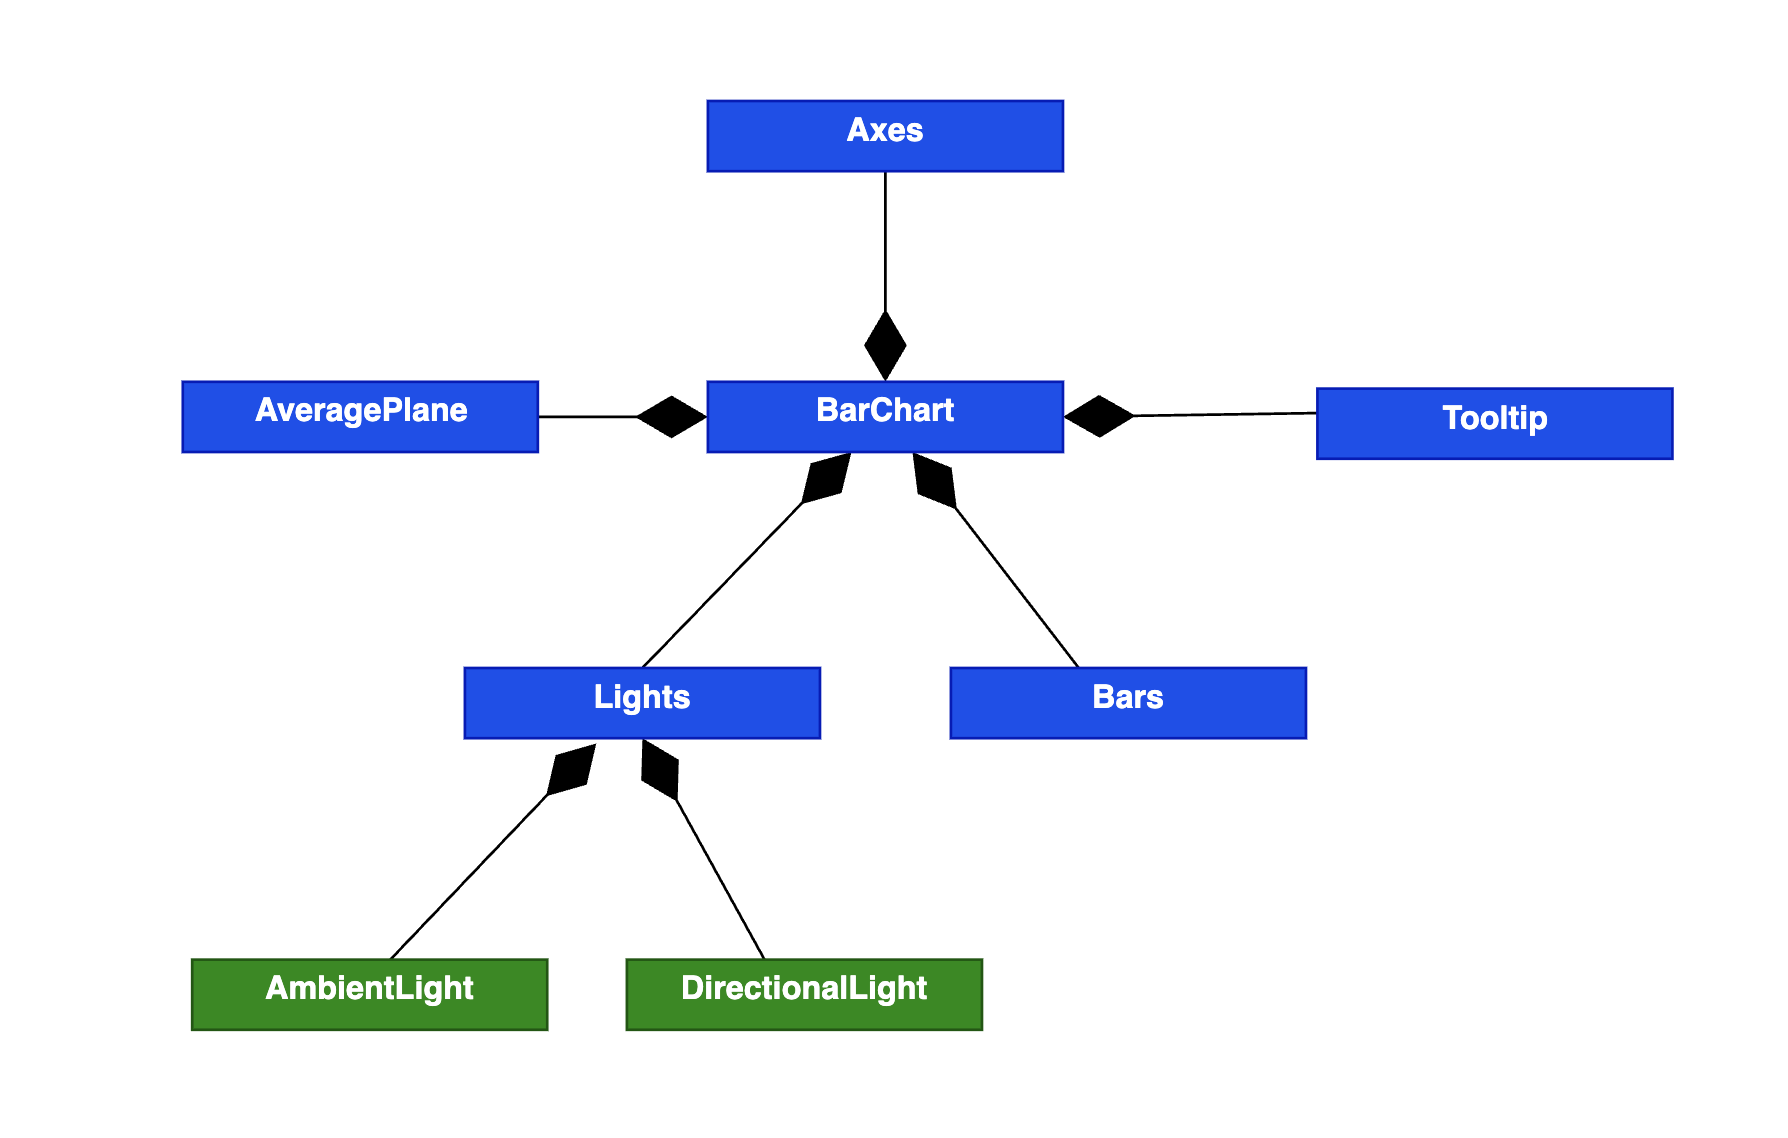 Axes
AveragePlane
BarChart
Tooltip
Lights
Bars
AmbientLight
DirectionalLight